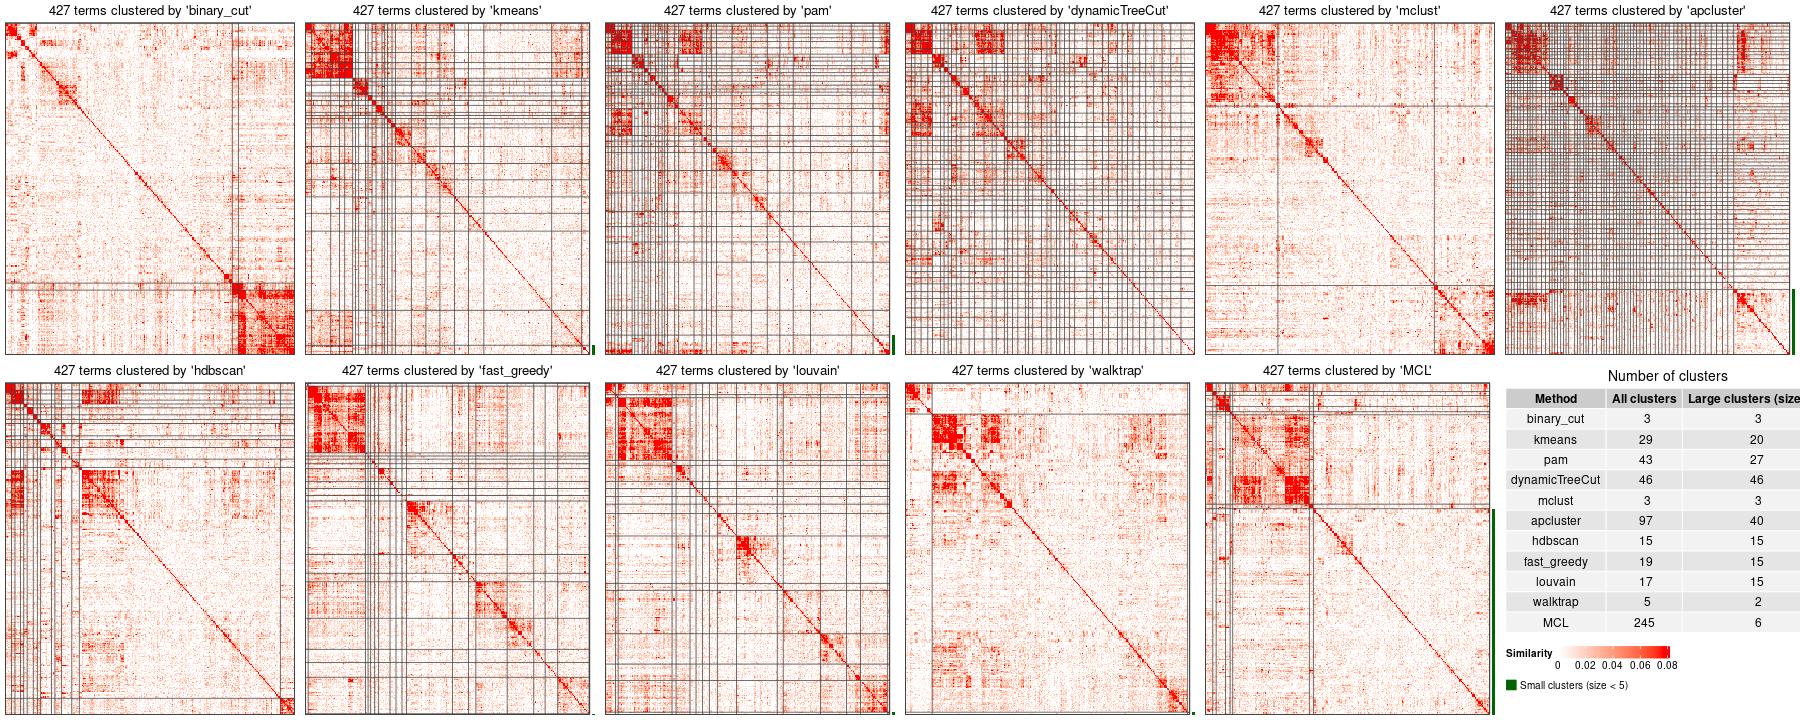 427 terms clustered by 'binary_cut'
427 terms clustered by 'kmeans'
427 terms clustered by 'pam'
427 terms clustered by 'dynamicTreeCut'
427 terms clustered by 'mclust'
427 terms clustered by 'apcluster'
427 terms clustered by 'hdbscan'
427 terms clustered by 'fast_greedy'
427 terms clustered by 'louvain'
427 terms clustered by 'walktrap'
427 terms clustered by 'MCL'
Number of clusters
Method All clusters Large clusters (size
binary_cut 3 3
kmeans 29 20
pam 43 27
dynamicTreeCut 46 46
mclust 3 3
apcluster 97 40
hdbscan 15 15
fast_greedy 19 15
louvain 17 15
walktrap 5 2
MCL 245 6
Similarity
0 0.02 0.04 0.06 0.08
Small clusters (size < 5)